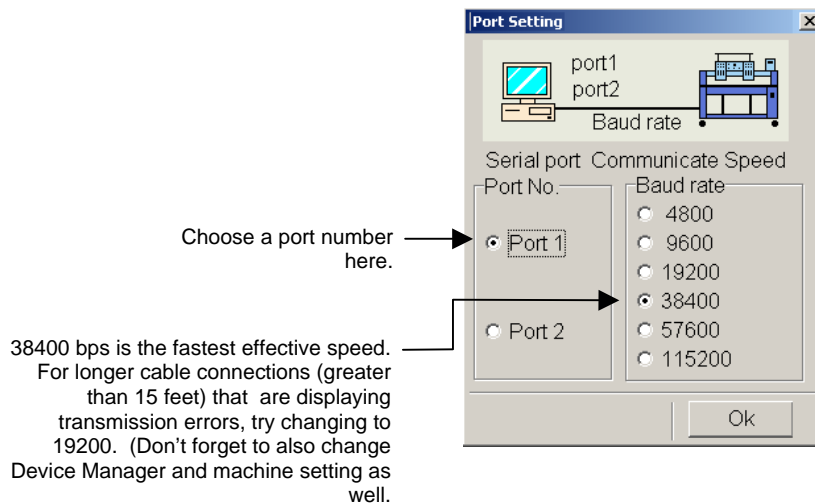 Port Setting
port1
port2
Baud rate
Serial port Communicate Speed
Port No.
Port 1
Port 2
Baud rate
4800
9600
19200
38400
57600
115200
Ok
Choose a port number
here.
38400 bps is the fastest effective speed.
For longer cable connections (greater
than 15 feet) that are displaying
transmission errors, try changing to
19200. (Don't forget to also change
Device Manager and machine setting as
well.